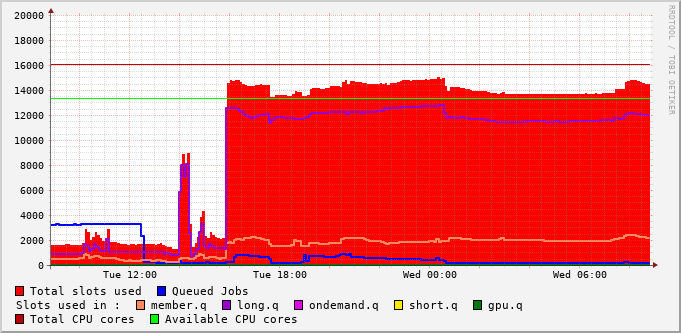 20000
18000
16000
14000
12000
10000
8000
6000
4000
2000
0
Tue 12:00 Tue 18:00 Wed 00:00 Wed 06:00
RRDTOOL / TOBI OETIKER
Total slots used Queued Jobs
Slots used in : member.q long.q ondemand.q short.q gpu.q
Total CPU cores Available CPU cores